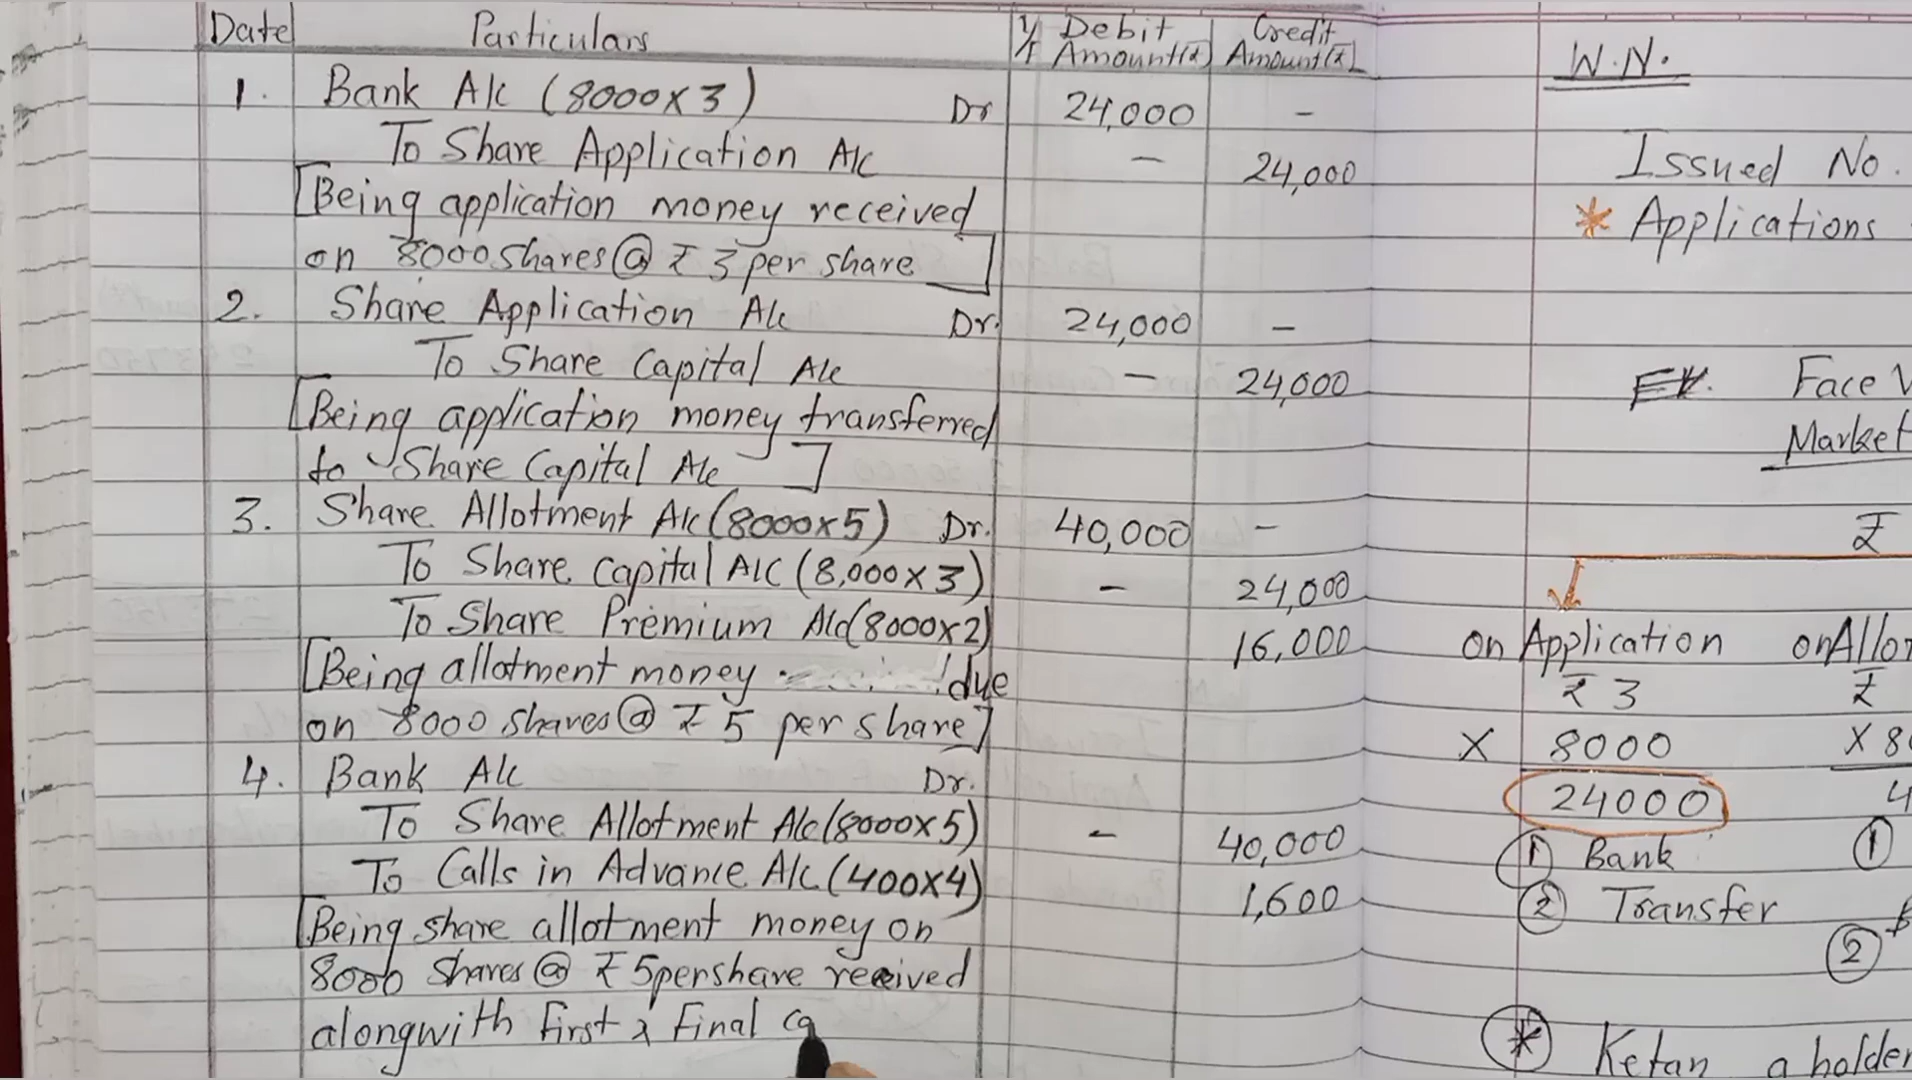 Date Particulars L/F Debit Amount(₹) Credit Amount(₹)
1. Bank A/c (8000×3) Dr 24,000 -
To Share Application A/c - 24,000
[Being application money received
on 8000 shares @ ₹ 3 per share]
2. Share Application A/c Dr. 24,000 -
To Share Capital A/c - 24,000
[Being application money transferred
to Share Capital A/c]
3. Share Allotment A/c (8000×5) Dr. 40,000 -
To Share Capital A/c (8,000×3) - 24,000
To Share Premium A/c (8000×2) 16,000
[Being allotment money due
on 8000 shares @ ₹ 5 per share]
4. Bank A/c Dr.
To Share Allotment A/c (8000×5) - 40,000
To Calls in Advance A/c (400×4) 1,600
[Being share allotment money on
8000 shares @ ₹ 5 per share received
alongwith First & Final ca
W.N.
Issued No.
* Applications
Face V
Market
₹
on Application on Allot
₹ 3 ₹
× 8000 × 80
24000 4
① Bank ①
② Transfer
②
* Ketan a holder